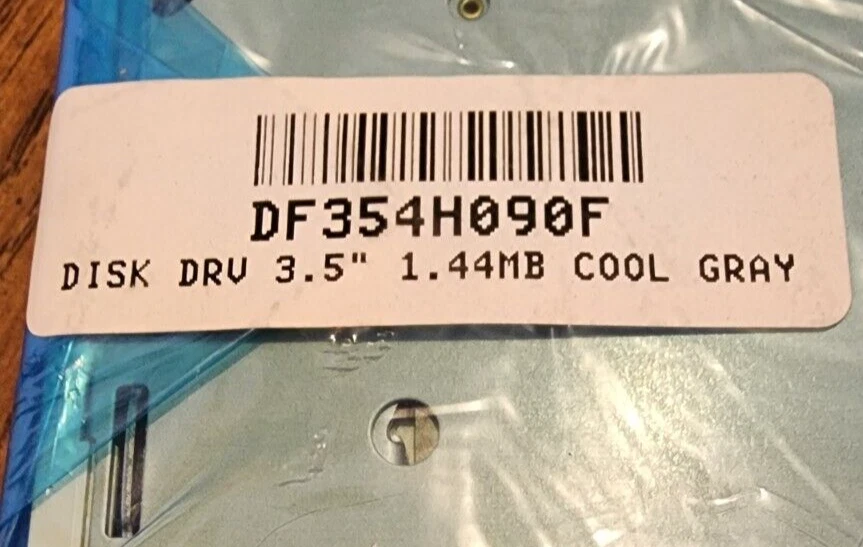 DF354H090F
DISK DRV 3.5" 1.44MB COOL GRAY